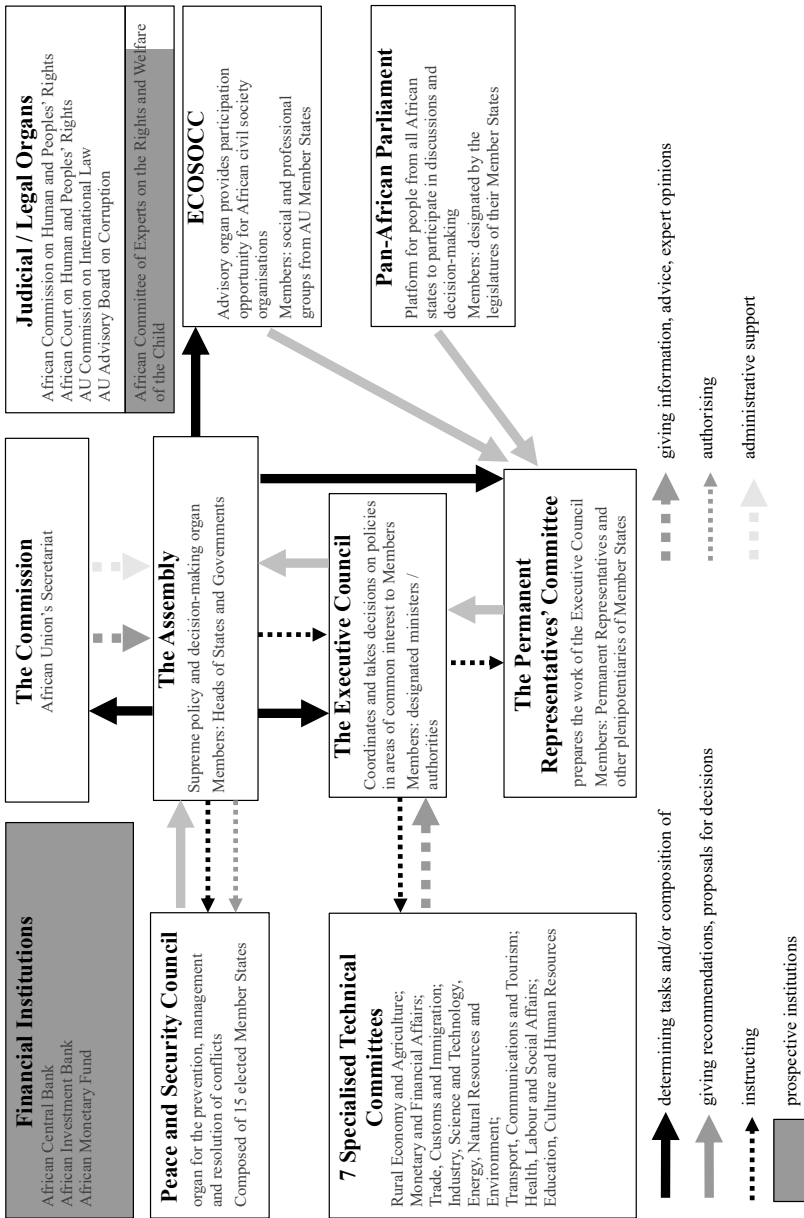 Financial Institutions
African Central Bank
African Investment Bank
African Monetary Fund
The Commission
African Union's Secretariat
Judicial / Legal Organs
African Commission on Human and Peoples' Rights
African Court on Human and Peoples' Rights
AU Commission on International Law
AU Advisory Board on Corruption
African Committee of Experts on the Rights and Welfare
of the Child
Peace and Security Council
organ for the prevention, management
and resolution of conflicts
Composed of 15 elected Member States
The Assembly
Supreme policy and decision-making organ
Members: Heads of States and Governments
ECOSOCC
Advisory organ provides participation
opportunity for African civil society
organisations
Members: social and professional
groups from AU Member States
7 Specialised Technical
Committees
Rural Economy and Agriculture;
Monetary and Financial Affairs;
Trade, Customs and Immigration;
Industry, Science and Technology,
Energy, Natural Resources and
Environment;
Transport, Communications and Tourism;
Health, Labour and Social Affairs;
Education, Culture and Human Resources
The Executive Council
Coordinates and takes decisions on policies
in areas of common interest to Members
Members: designated ministers /
authorities
Pan-African Parliament
Platform for people from all African
states to participate in discussions and
decision-making
Members: designated by the
legislatures of their Member States
The Permanent
Representatives' Committee
prepares the work of the Executive Council
Members: Permanent Representatives and
other plenipotentiaries of Member States
determining tasks and/or composition of
giving recommendations, proposals for decisions
instructing
prospective institutions
giving information, advice, expert opinions
authorising
administrative support